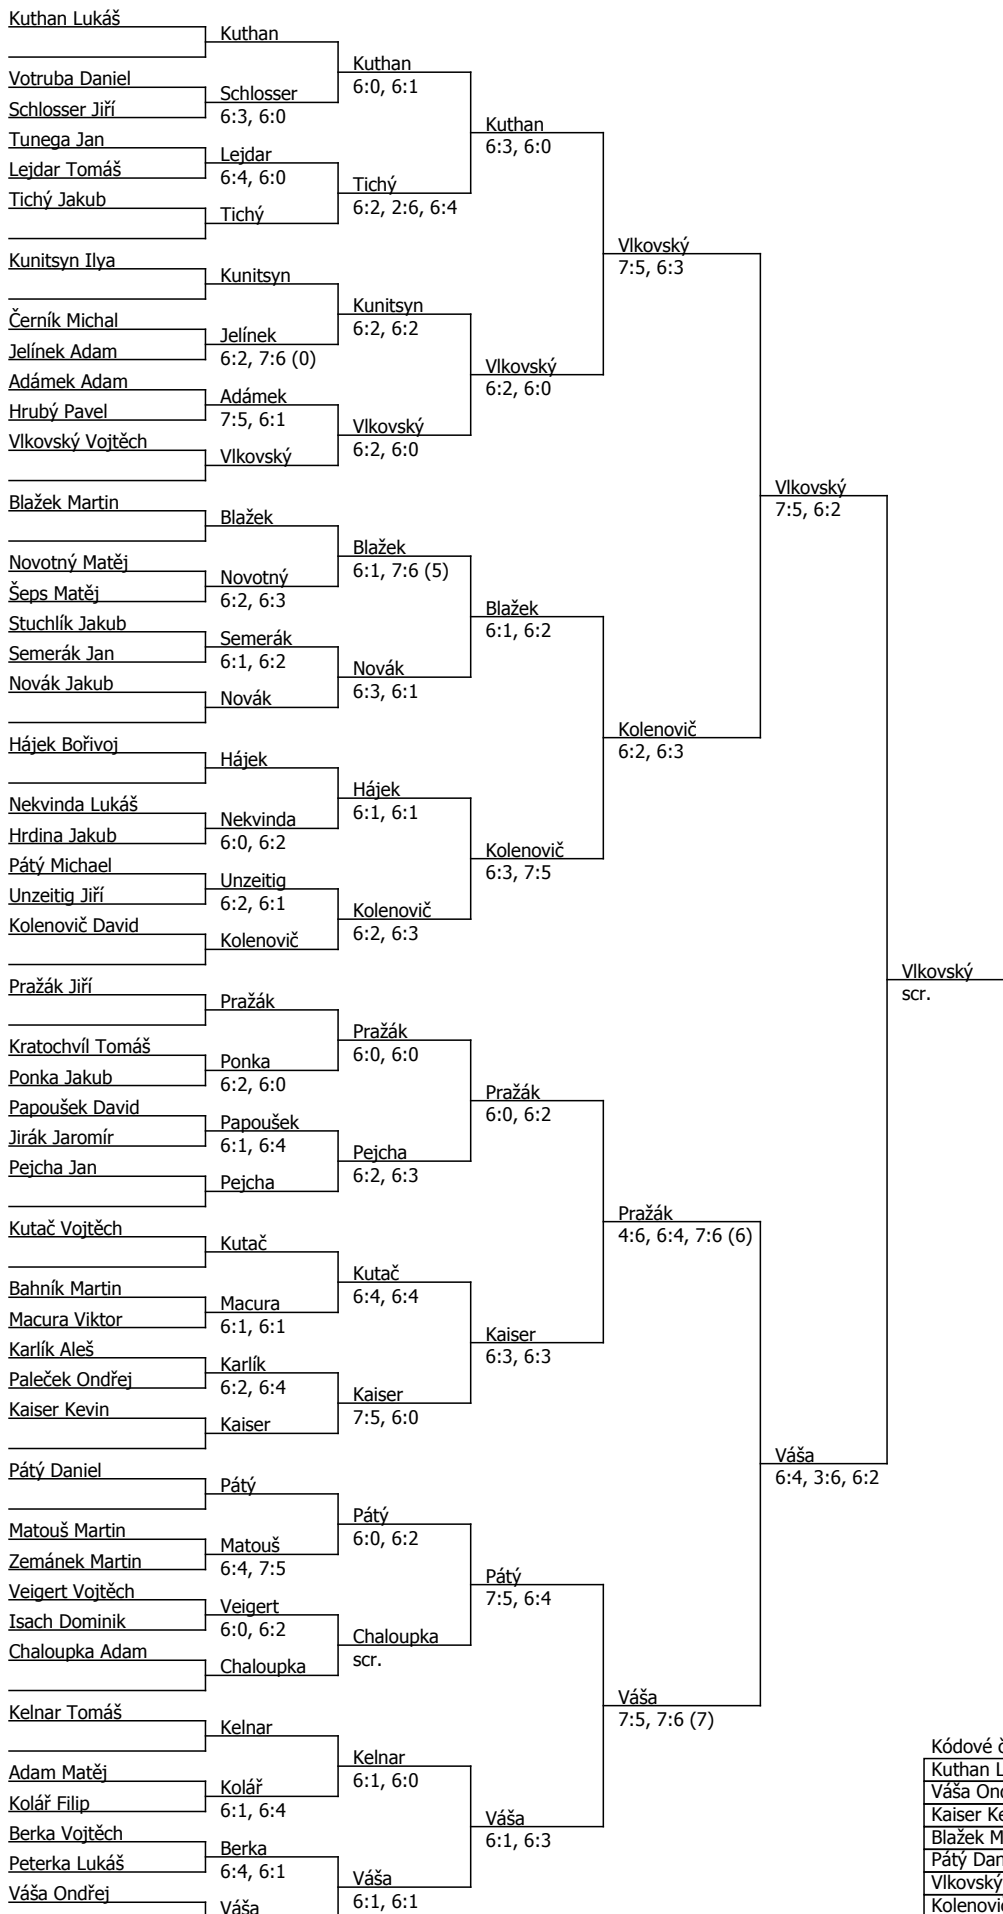 Kuthan Lukáš
Votruba Daniel
Schlosser Jiří
Tunega Jan
Lejdar Tomáš
Tichý Jakub
Kunitsyn Ilya
Černík Michal
Jelínek Adam
Adámek Adam
Hrubý Pavel
Vlkovský Vojtěch
Blažek Martin
Novotný Matěj
Šeps Matěj
Stuchlík Jakub
Semerák Jan
Novák Jakub
Hájek Bořivoj
Nekvinda Lukáš
Hrdina Jakub
Pátý Michael
Unzeitig Jiří
Kolenovič David
Pražák Jiří
Kratochvíl Tomáš
Ponka Jakub
Papoušek David
Jirák Jaromír
Pejcha Jan
Kutač Vojtěch
Bahník Martin
Macura Viktor
Karlík Aleš
Paleček Ondřej
Kaiser Kevin
Pátý Daniel
Matouš Martin
Zemánek Martin
Veigert Vojtěch
Isach Dominik
Chaloupka Adam
Kelnar Tomáš
Adam Matěj
Kolář Filip
Berka Vojtěch
Peterka Lukáš
Váša Ondřej
Kuthan
Schlosser
6:3, 6:0
Lejdar
6:4, 6:0
Tichý
Kunitsyn
Jelínek
6:2, 7:6 (0)
Adámek
7:5, 6:1
Vlkovský
Blažek
Novotný
6:2, 6:3
Semerák
6:1, 6:2
Novák
Hájek
Nekvinda
6:0, 6:2
Unzeitig
6:2, 6:1
Kolenovič
Pražák
Ponka
6:2, 6:0
Papoušek
6:1, 6:4
Pejcha
Kutač
Macura
6:1, 6:1
Karlík
6:2, 6:4
Kaiser
Pátý
Matouš
6:4, 7:5
Veigert
6:0, 6:2
Chaloupka
Kelnar
Kolář
6:1, 6:4
Berka
6:4, 6:1
Váša
Kuthan
6:0, 6:1
Tichý
6:2, 2:6, 6:4
Kunitsyn
6:2, 6:2
Vlkovský
6:2, 6:0
Blažek
6:1, 7:6 (5)
Novák
6:3, 6:1
Hájek
6:1, 6:1
Kolenovič
6:2, 6:3
Pražák
6:0, 6:0
Pejcha
6:2, 6:3
Kutač
6:4, 6:4
Kaiser
7:5, 6:0
Pátý
6:0, 6:2
Chaloupka
scr.
Kelnar
6:1, 6:0
Váša
6:1, 6:1
Kuthan
6:3, 6:0
Vlkovský
6:2, 6:0
Blažek
6:1, 6:2
Kolenovič
6:3, 7:5
Pražák
6:0, 6:2
Kaiser
6:3, 6:3
Pátý
7:5, 6:4
Váša
6:1, 6:3
Vlkovský
7:5, 6:3
Kolenovič
6:2, 6:3
Pražák
4:6, 6:4, 7:6 (6)
Váša
7:5, 7:6 (7)
Vlkovský
7:5, 6:2
Váša
6:4, 3:6, 6:2
Vlkovský
scr.
Kódové č
Kuthan L
Váša On
Kaiser Ke
Blažek M
Pátý Dan
Vlkovský
Kolenovi